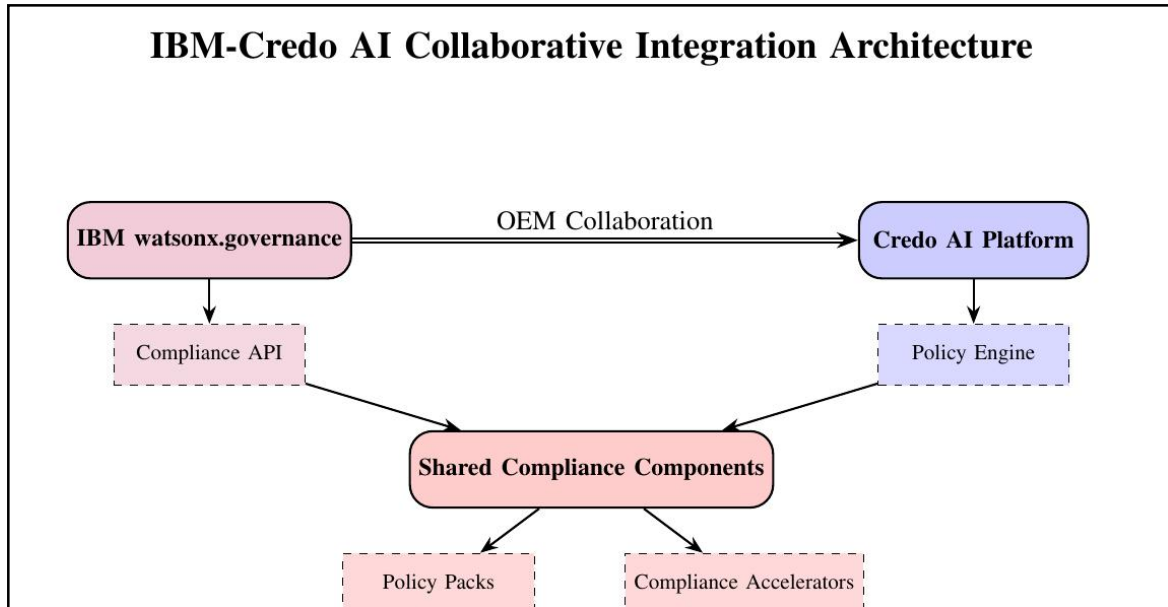 IBM-Credo AI Collaborative Integration Architecture
OEM Collaboration
IBM watsonx.governance
Credo AI Platform
Compliance API
Policy Engine
Shared Compliance Components
Policy Packs
Compliance Accelerators